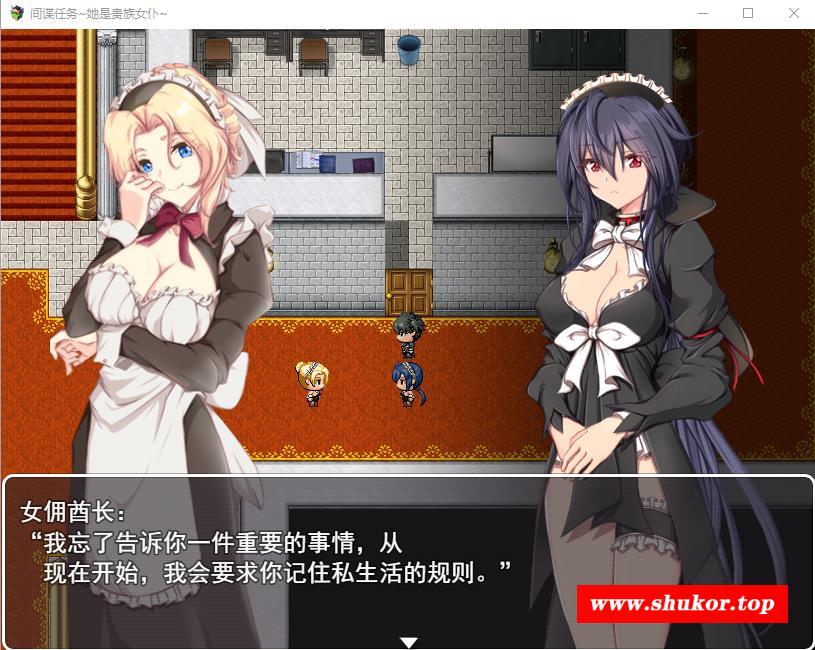 间谍任务~她是贵族女仆~
女佣酋长：
“我忘了告诉你一件重要的事情，从
现在开始，我会要求你记住私生活的规则。”
www.shukor.top